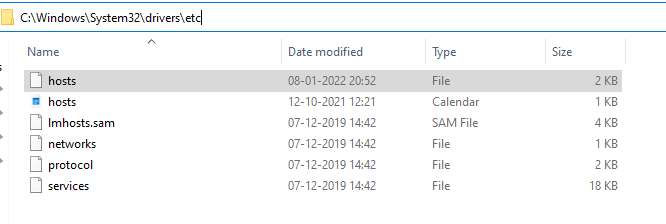 C:\Windows\System32\drivers\etc
Name Date modified Type Size
hosts 08-01-2022 20:52 File 2 KB
hosts 12-10-2021 12:21 Calendar 1 KB
lmhosts.sam 07-12-2019 14:42 SAM File 4 KB
networks 07-12-2019 14:42 File 1 KB
protocol 07-12-2019 14:42 File 2 KB
services 07-12-2019 14:42 File 18 KB